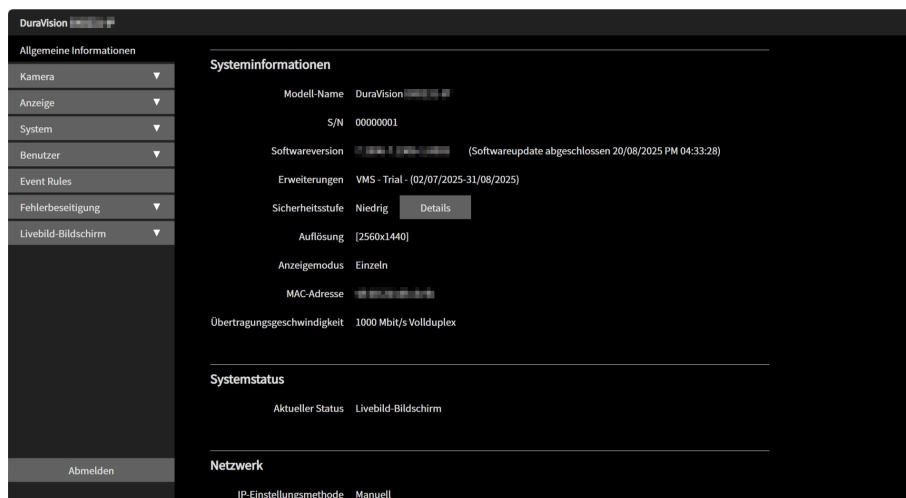 DuraVision
Allgemeine Informationen
Kamera
Anzeige
System
Benutzer
Event Rules
Fehlerbeseitigung
Livebild-Bildschirm
Abmelden
Systeminformationen
Modell-Name DuraVision
S/N 00000001
Softwareversion (Softwareupdate abgeschlossen 20/08/2025 PM 04:33:28)
Erweiterungen VMS - Trial - (02/07/2025-31/08/2025)
Sicherheitsstufe Niedrig Details
Auflösung [2560x1440]
Anzeigemodus Einzeln
MAC-Adresse
Übertragungsgeschwindigkeit 1000 Mbit/s Vollduplex
Systemstatus
Aktueller Status Livebild-Bildschirm
Netzwerk
IP-Einstellungsmethode Manuell